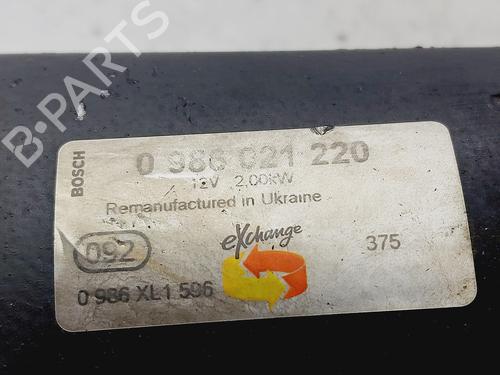 B-PARTS
BOSCH
0 986 021 220
12V 2,00kW
Remanufactured in Ukraine
092
eXchange
375
0 986 XL1 596